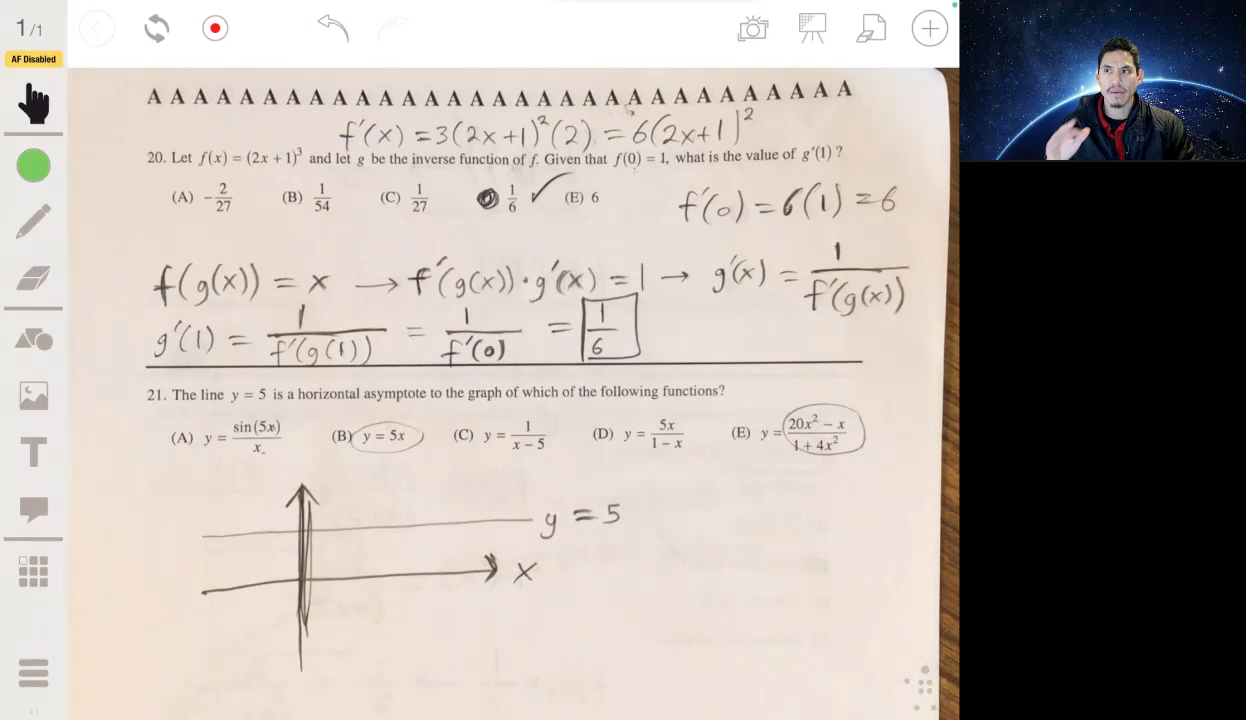 1/1
AF Disabled
A A A A A A A A A A A A A A A A A A A A A A A A A A A A A A A
f'(x) = 3(2x+1)²(2) = 6(2x+1)²
20. Let f(x) = (2x + 1)³ and let g be the inverse function of f. Given that f(0) = 1, what is the value of g'(1) ?
(A) −2/27 (B) 1/54 (C) 1/27 1/6 ✓ (E) 6
f'(0) = 6(1) = 6
f(g(x)) = x → f'(g(x))·g'(x) = 1 → g'(x) = 1/f'(g(x))
g'(1) = 1/f'(g(1)) = 1/f'(0) = 1/6
21. The line y = 5 is a horizontal asymptote to the graph of which of the following functions?
(A) y = sin(5x)/x (B) y = 5x (C) y = 1/(x − 5) (D) y = 5x/(1 − x) (E) y = (20x² − x)/(1 + 4x²)
y = 5
x
T